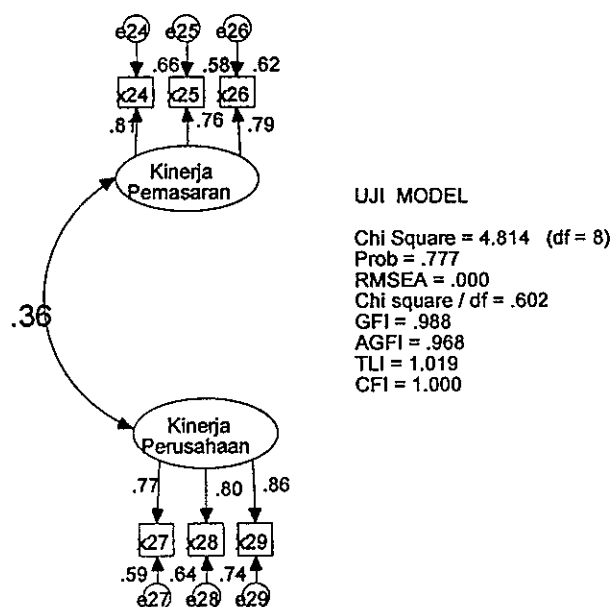 e24 e25 e26
.66 .58 .62
x24 x25 x26
.81 .76 .79
Kinerja
Pemasaran
UJI MODEL
Chi Square = 4.814 (df = 8)
Prob = .777
RMSEA = .000
Chi square / df = .602
GFI = .988
AGFI = .968
TLI = 1.019
CFI = 1.000
.36
Kinerja
Perusahaan
.77 .80 .86
x27 x28 x29
.59 .64 .74
e27 e28 e29